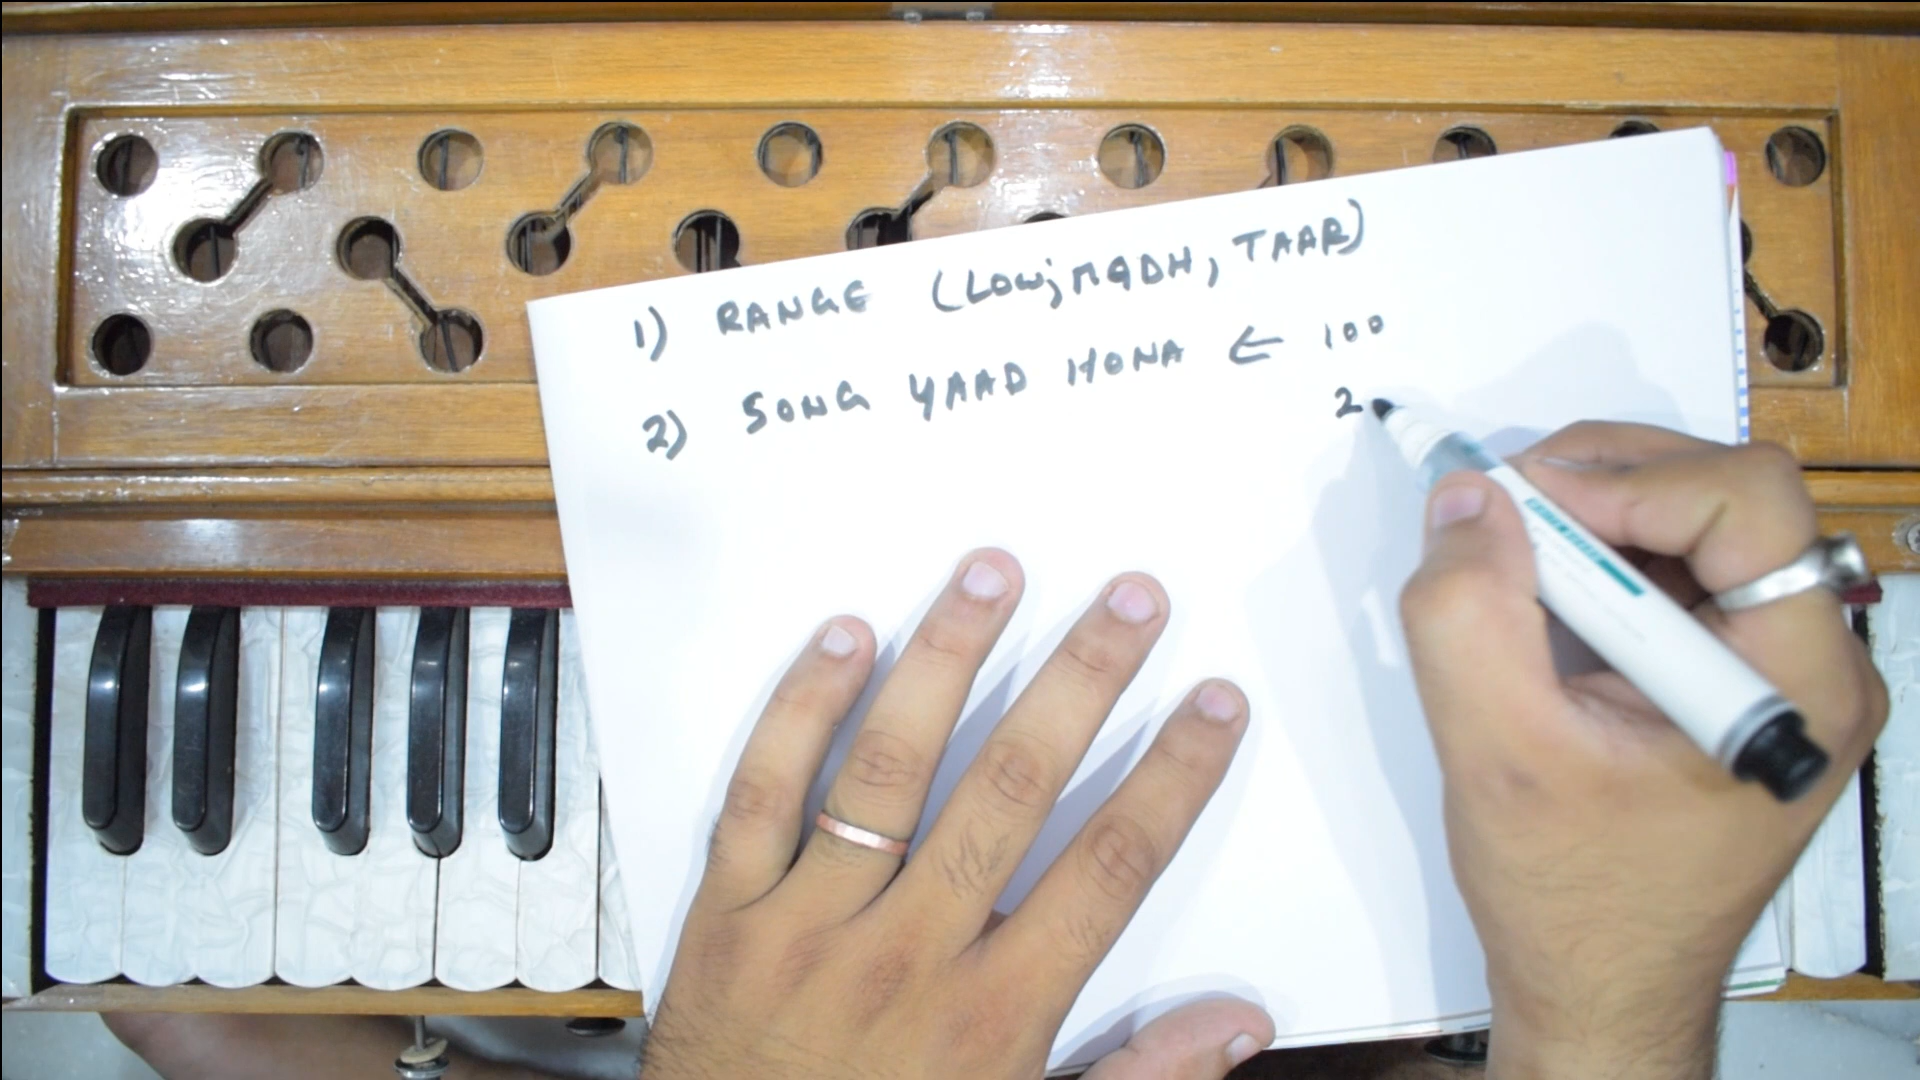 1) RANGE (LOW, MADH, TAAR)
2) SONG YAAD HONA ← 100
2